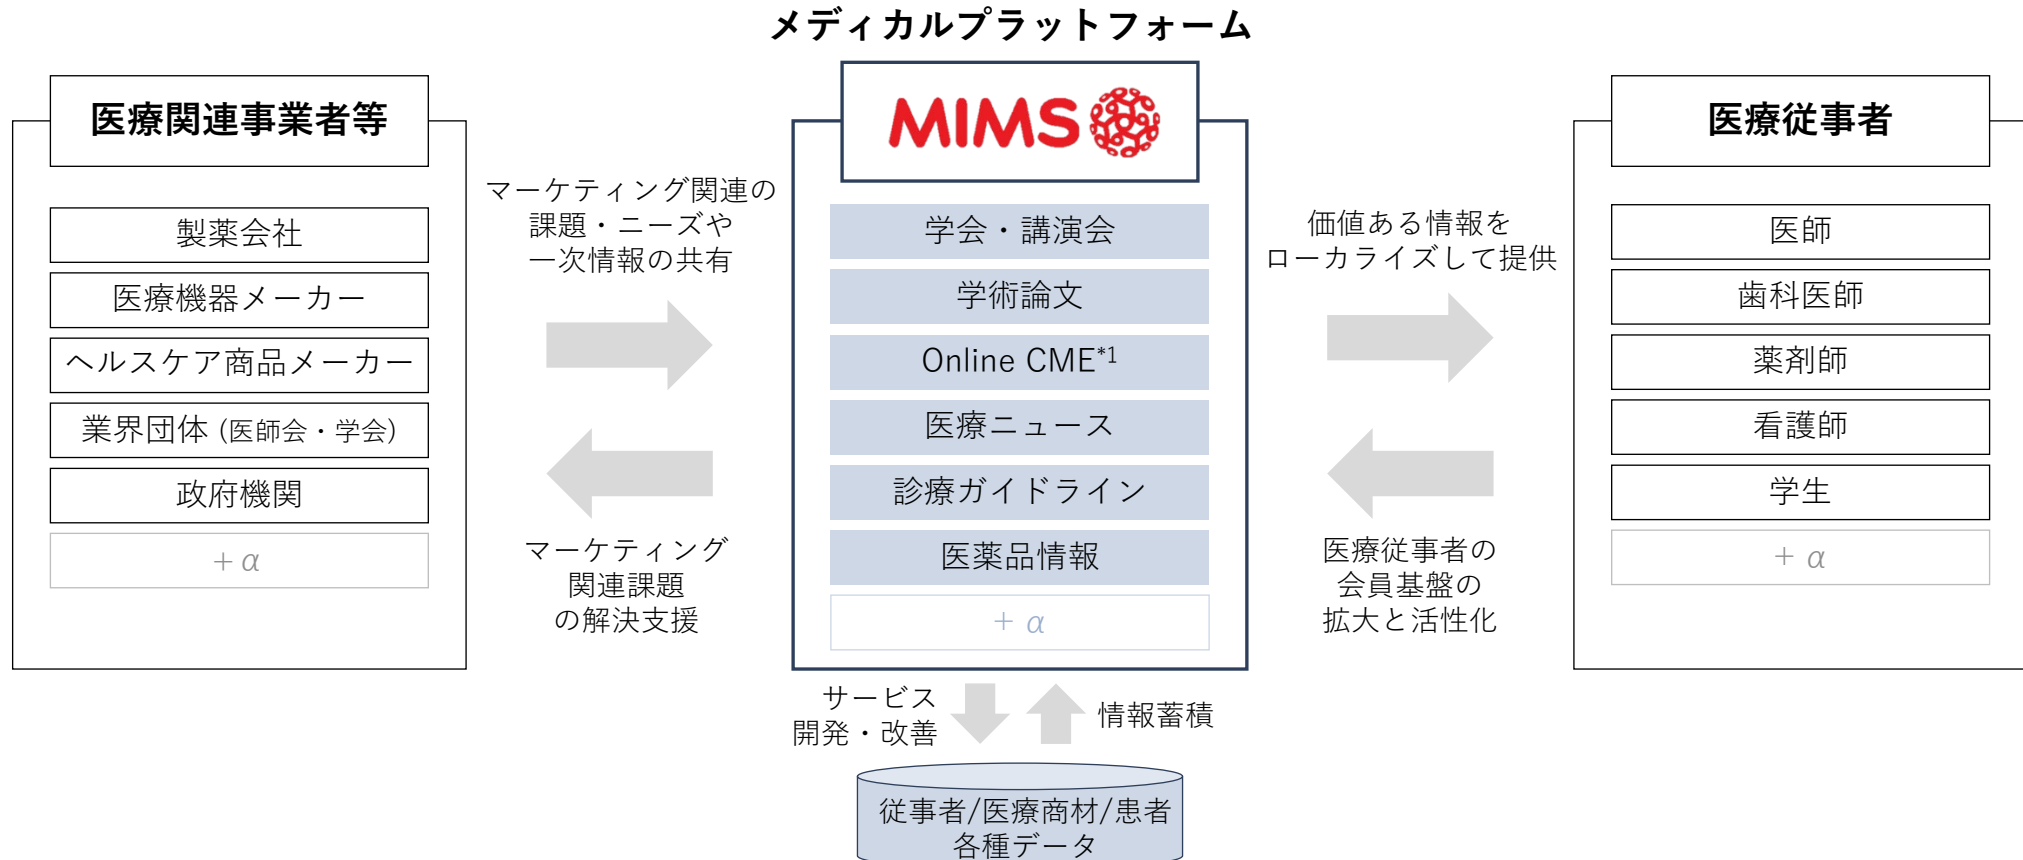 メディカルプラットフォーム
医療関連事業者等
製薬会社
医療機器メーカー
ヘルスケア商品メーカー
業界団体 (医師会・学会)
政府機関
+ α
マーケティング関連の
課題・ニーズや
一次情報の共有
マーケティング
関連課題
の解決支援
MIMS
学会・講演会
学術論文
Online CME*1
医療ニュース
診療ガイドライン
医薬品情報
+ α
価値ある情報を
ローカライズして提供
医療従事者の
会員基盤の
拡大と活性化
医療従事者
医師
歯科医師
薬剤師
看護師
学生
+ α
サービス
開発・改善
情報蓄積
従事者/医療商材/患者
各種データ